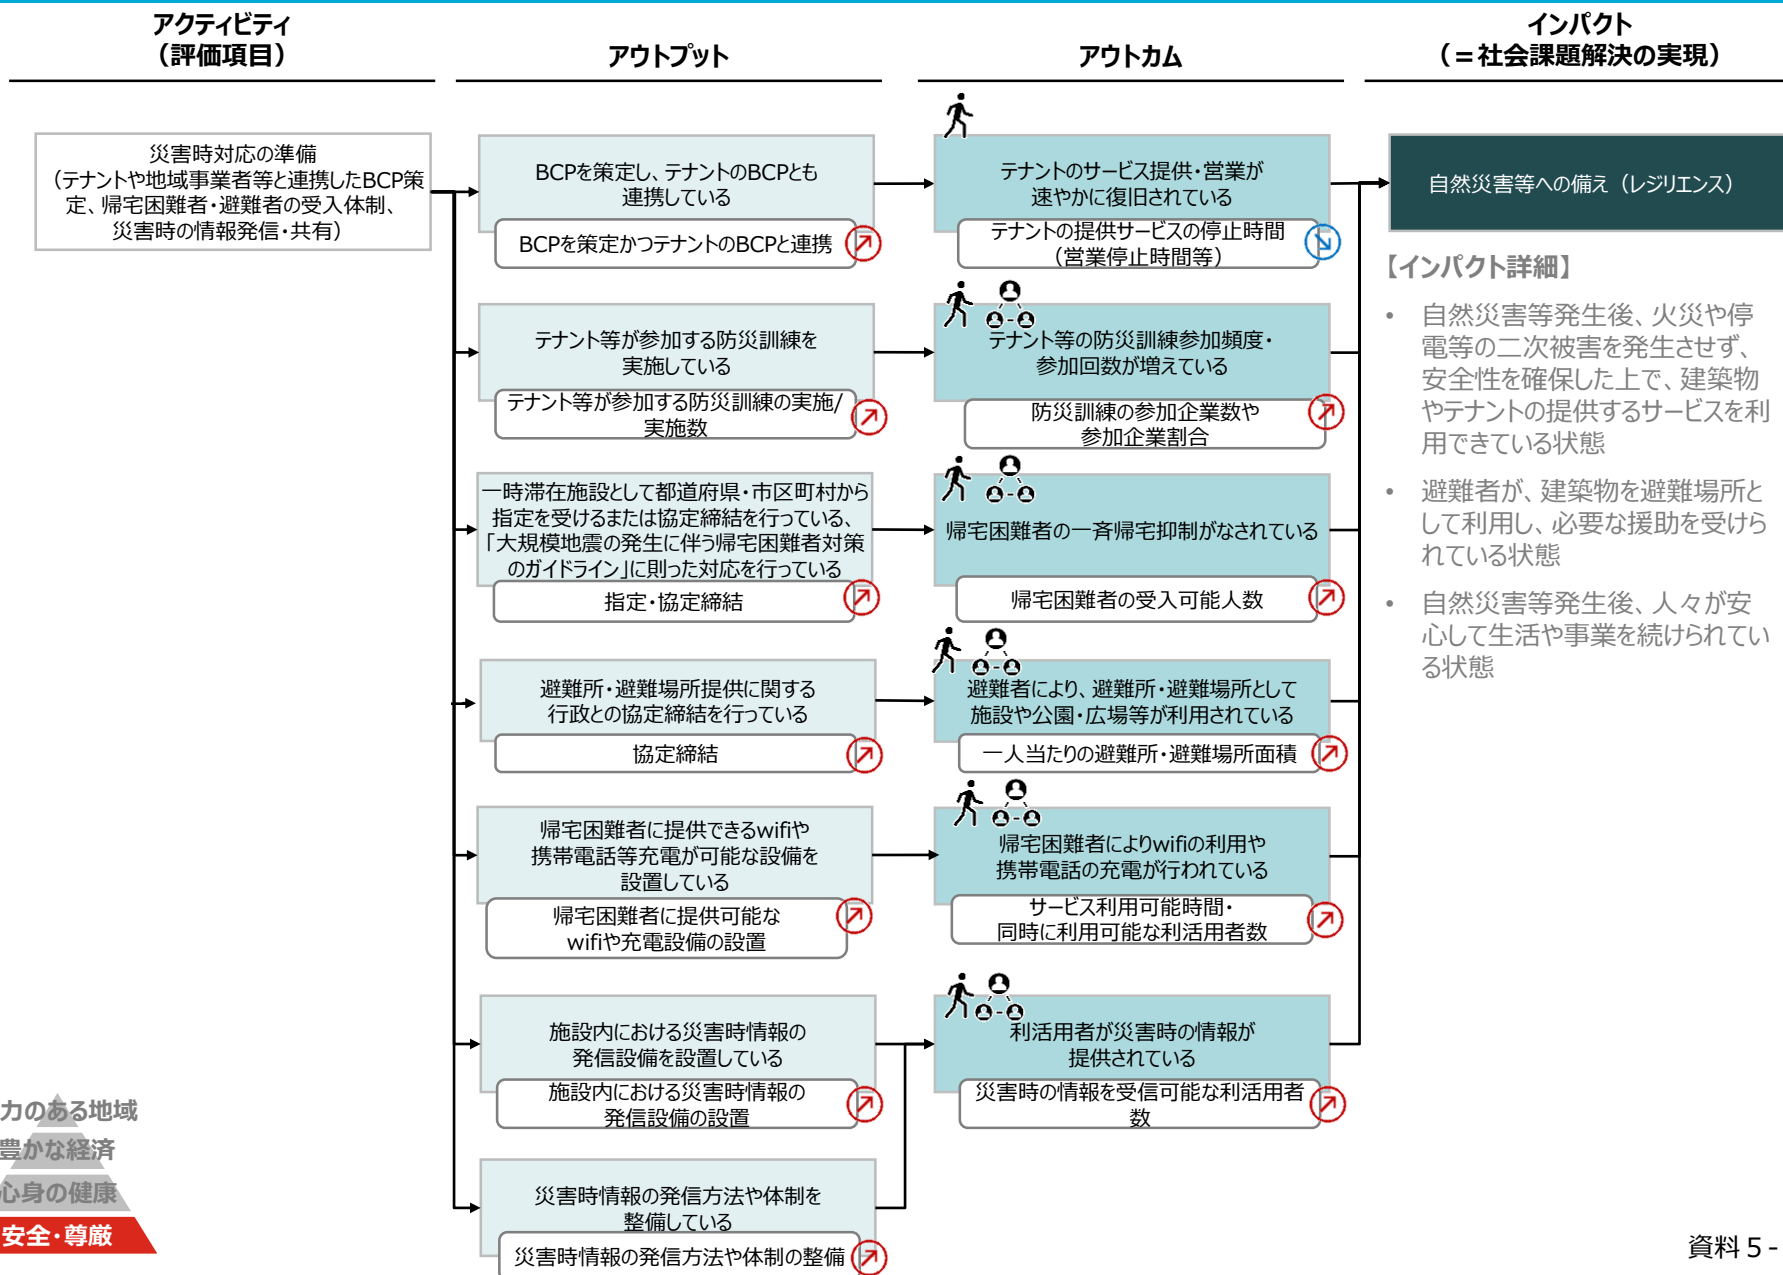 アクティビティ
（評価項目）
アウトプット
アウトカム
インパクト
（＝社会課題解決の実現）
災害時対応の準備
（テナントや地域事業者等と連携したBCP策
定、帰宅困難者・避難者の受入体制、
災害時の情報発信・共有）
BCPを策定し、テナントのBCPとも
連携している
BCPを策定かつテナントのBCPと連携
テナントのサービス提供・営業が
速やかに復旧されている
テナントの提供サービスの停止時間
（営業停止時間等）
自然災害等への備え（レジリエンス）
【インパクト詳細】
• 自然災害等発生後、火災や停
電等の二次被害を発生させず、
安全性を確保した上で、建築物
やテナントの提供するサービスを利
用できている状態
• 避難者が、建築物を避難場所と
して利用し、必要な援助を受けら
れている状態
• 自然災害等発生後、人々が安
心して生活や事業を続けられてい
る状態
テナント等が参加する防災訓練を
実施している
テナント等が参加する防災訓練の実施/
実施数
テナント等の防災訓練参加頻度・
参加回数が増えている
防災訓練の参加企業数や
参加企業割合
一時滞在施設として都道府県・市区町村から
指定を受けるまたは協定締結を行っている、
「大規模地震の発生に伴う帰宅困難者対策
のガイドライン」に則った対応を行っている
指定・協定締結
帰宅困難者の一斉帰宅抑制がなされている
帰宅困難者の受入可能人数
避難所・避難場所提供に関する
行政との協定締結を行っている
協定締結
避難者により、避難所・避難場所として
施設や公園・広場等が利用されている
一人当たりの避難所・避難場所面積
帰宅困難者に提供できるwifiや
携帯電話等充電が可能な設備を
設置している
帰宅困難者に提供可能な
wifiや充電設備の設置
帰宅困難者によりwifiの利用や
携帯電話の充電が行われている
サービス利用可能時間・
同時に利用可能な利活用者数
施設内における災害時情報の
発信設備を設置している
施設内における災害時情報の
発信設備の設置
利活用者が災害時の情報が
提供されている
災害時の情報を受信可能な利活用者
数
災害時情報の発信方法や体制を
整備している
災害時情報の発信方法や体制の整備
力のある地域
豊かな経済
心身の健康
安全・尊厳
資料５-